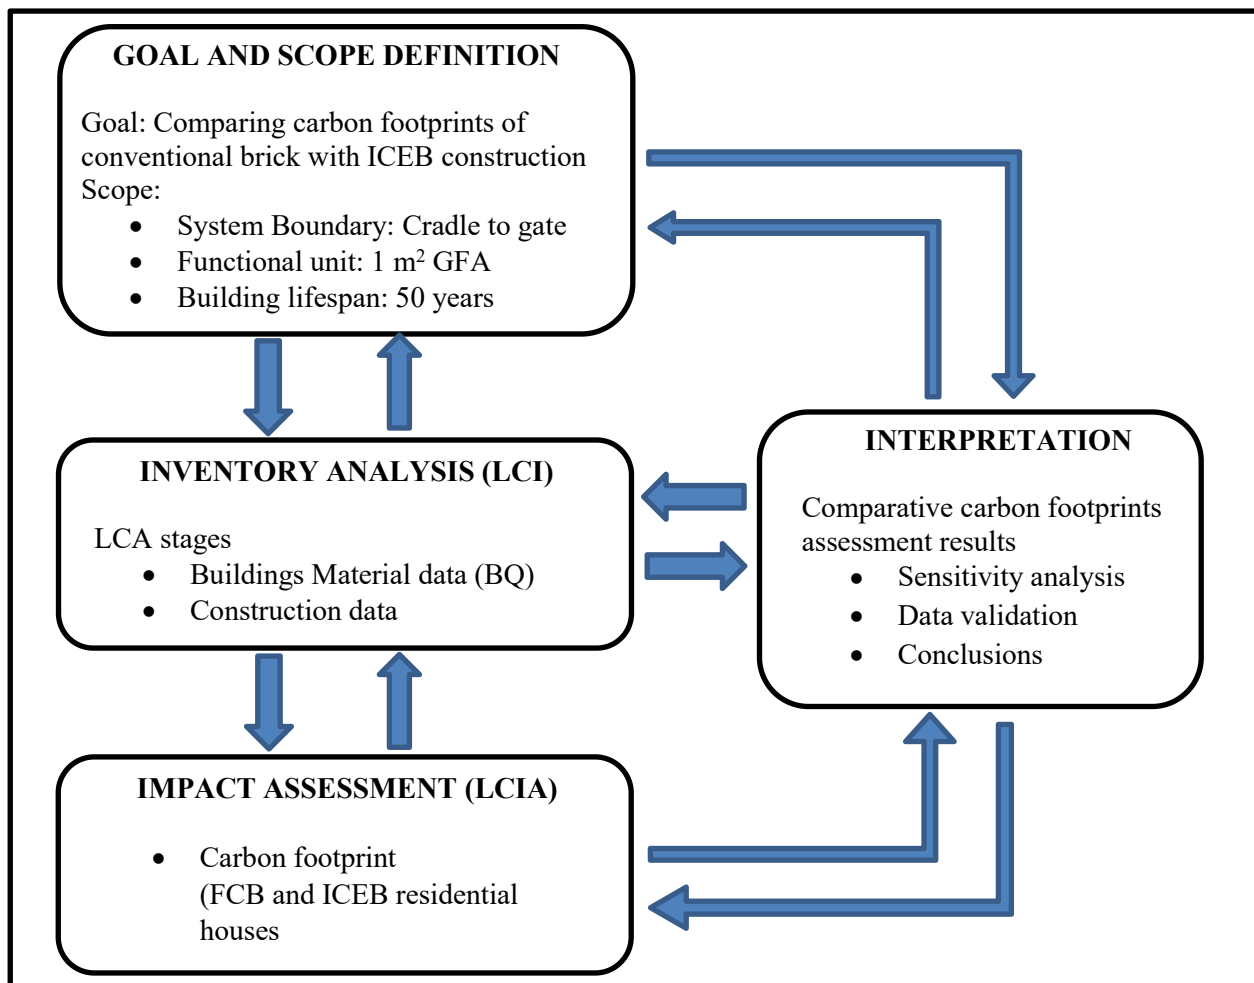 GOAL AND SCOPE DEFINITION
Goal: Comparing carbon footprints of
conventional brick with ICEB construction
Scope:
• System Boundary: Cradle to gate
• Functional unit: 1 m² GFA
• Building lifespan: 50 years
INVENTORY ANALYSIS (LCI)
LCA stages
• Buildings Material data (BQ)
• Construction data
IMPACT ASSESSMENT (LCIA)
• Carbon footprint
(FCB and ICEB residential
houses
INTERPRETATION
Comparative carbon footprints
assessment results
• Sensitivity analysis
• Data validation
• Conclusions